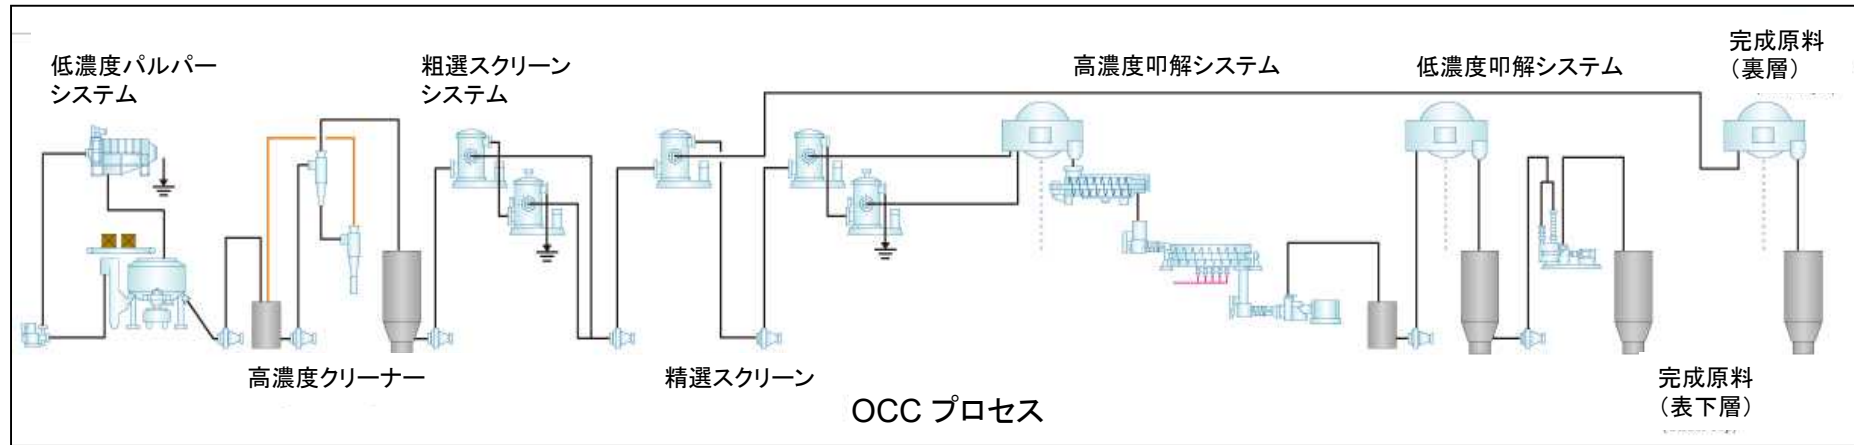 低濃度パルパー
システム
粗選スクリーン
システム
高濃度叩解システム
低濃度叩解システム
完成原料
（裏層）
高濃度クリーナー
精選スクリーン
完成原料
（表下層）
OCC プロセス